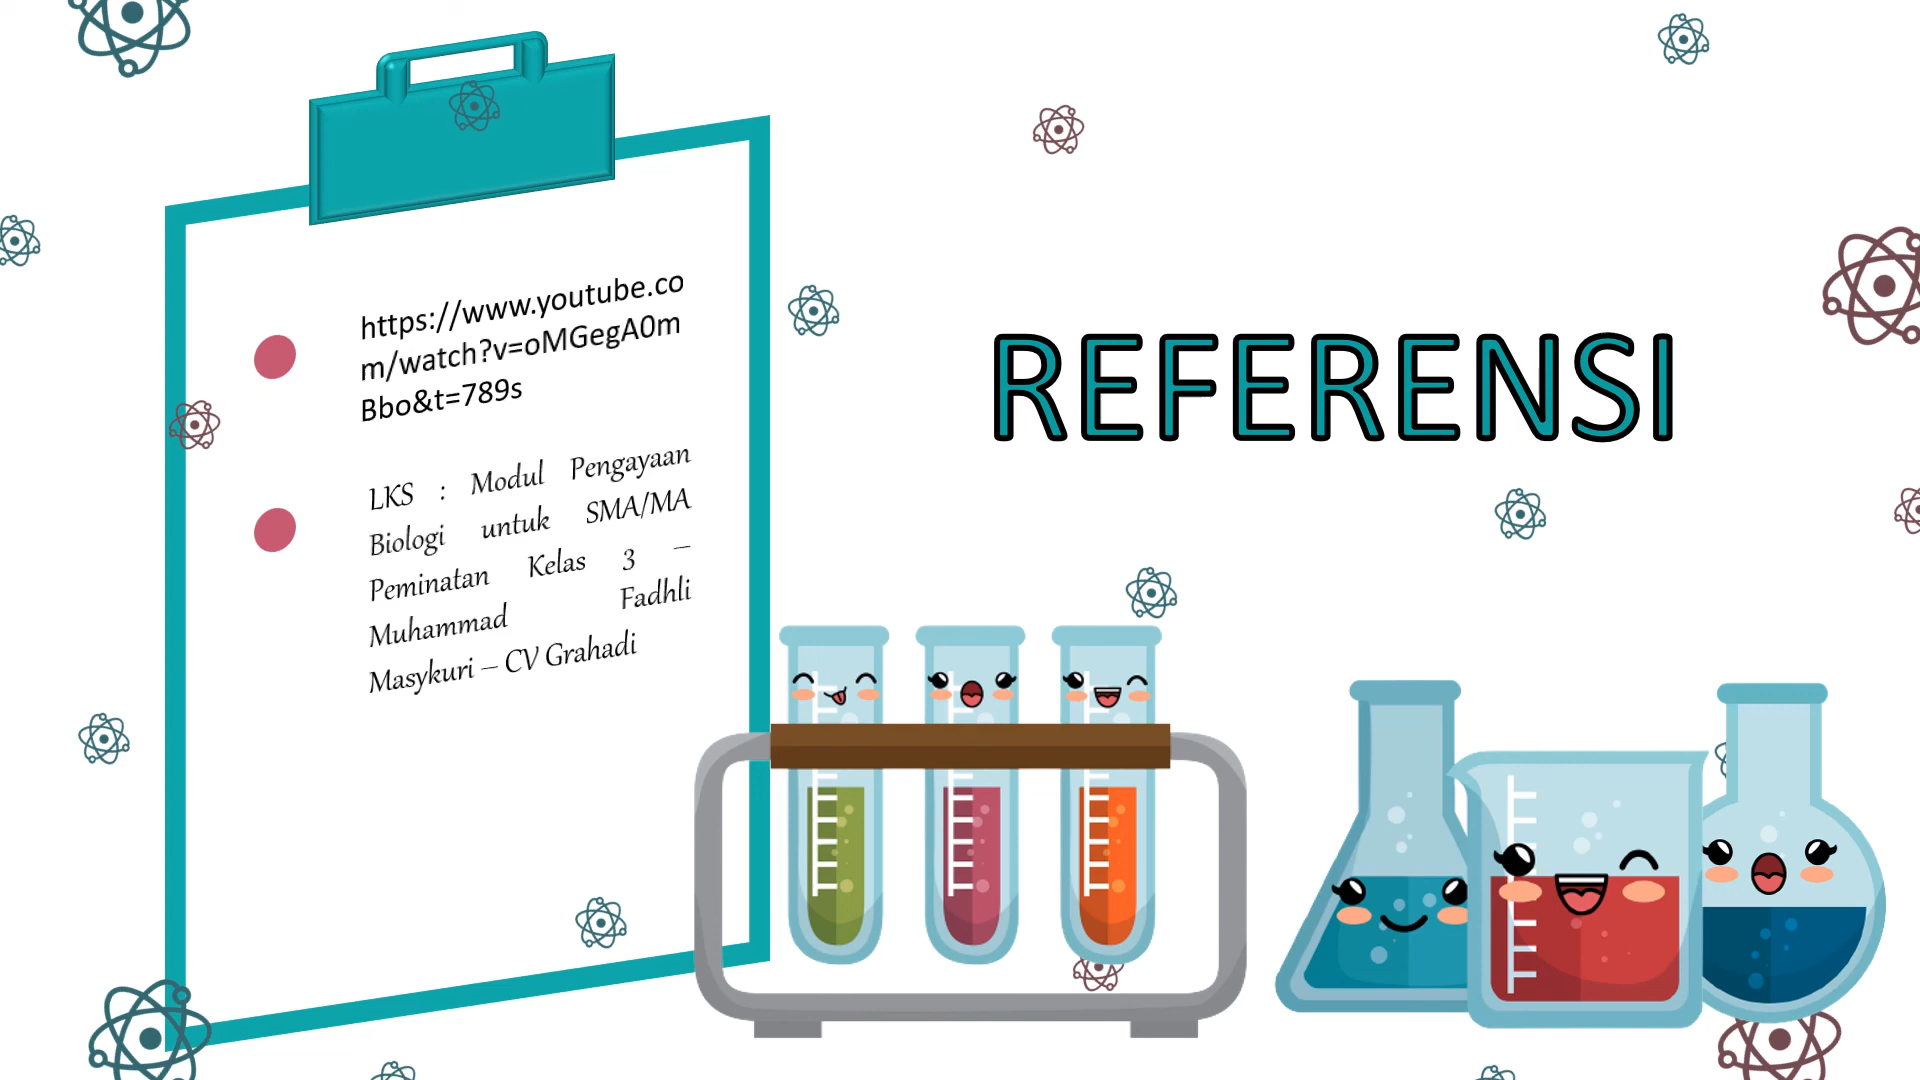 https://www.youtube.co
m/watch?v=oMGegA0m
Bbo&t=789s
LKS : Modul Pengayaan
Biologi untuk SMA/MA
Peminatan Kelas 3 –
Muhammad Fadhli
Masykuri – CV Grahadi
REFERENSI